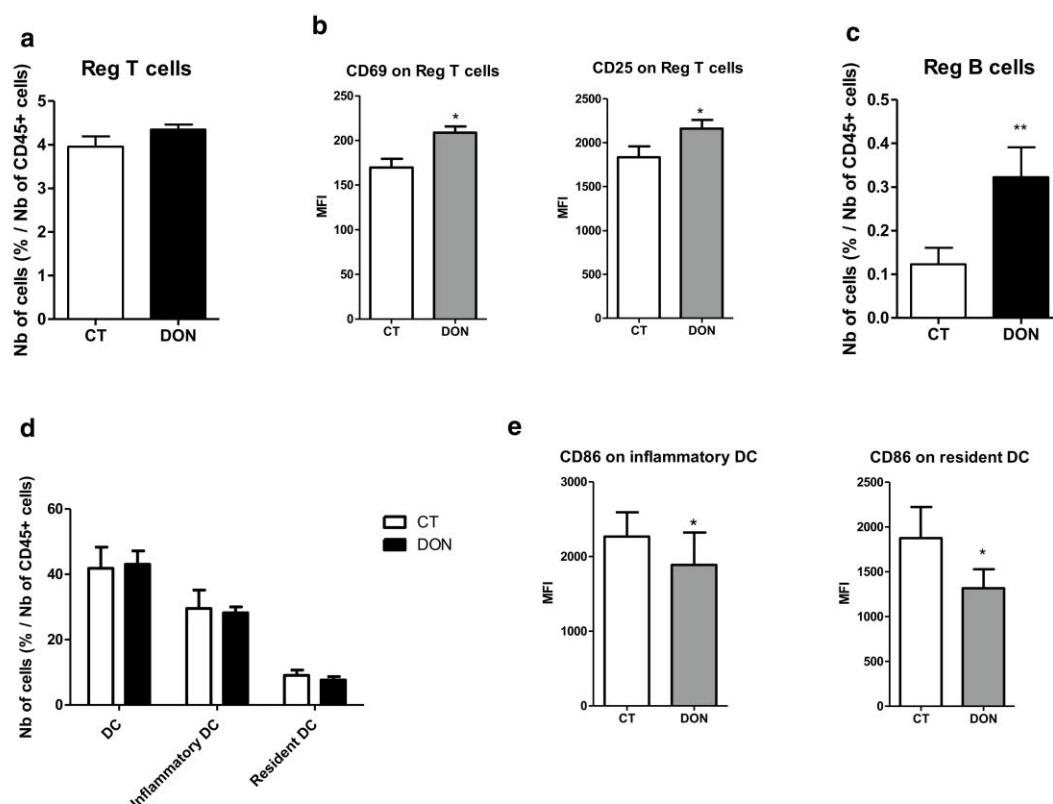 a
Reg T cells
Nb of cells (% / Nb of CD45+ cells)
5
4
3
2
1
0
CT DON
b
CD69 on Reg T cells
MFI
250
200
150
100
50
0
*
CT DON
CD25 on Reg T cells
MFI
2500
2000
1500
1000
500
0
*
CT DON
c
Reg B cells
Nb of cells (% / Nb of CD45+ cells)
0.5
0.4
0.3
0.2
0.1
0.0
**
CT DON
d
Nb of cells (% / Nb of CD45+ cells)
60
40
20
0
DC
Inflammatory DC
Resident DC
CT
DON
e
CD86 on inflammatory DC
MFI
3000
2000
1000
0
*
CT DON
CD86 on resident DC
MFI
2500
2000
1500
1000
500
0
*
CT DON